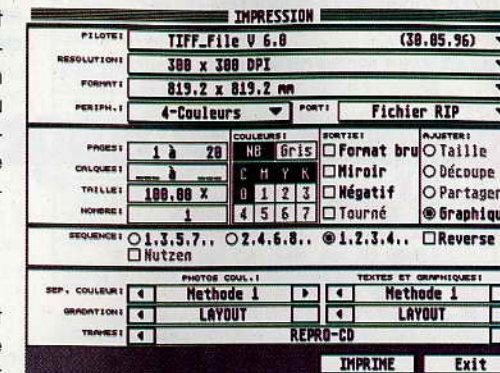 IMPRESSION
PILOTE: TIFF_File V 6.0 (30.05.96)
RESOLUTION: 300 x 300 DPI
FORMAT: 819.2 x 819.2 mm
PERIPH.: 4-Couleurs PORT: Fichier RIP
COULEURS: SORTIE: AJUSTER:
PAGES: 1 à 20 NB Gris Format bru Taille
CALQUES: __ à __ C M Y K Miroir Découpe
TAILLE: 100.00 % 0 1 2 3 Négatif Partager
NOMBRE: 1 4 5 6 7 Tourné Graphiqu
SEQUENCE: 1.3.5.7.. 2.4.6.8.. 1.2.3.4.. Reverse
Nutzen
PHOTOS COUL.: TEXTES ET GRAPHIQUES:
SEP. COULEUR: Methode 1 Methode 1
GRADATION: LAYOUT LAYOUT
TRAMES: REPRO-CD
IMPRIME Exit